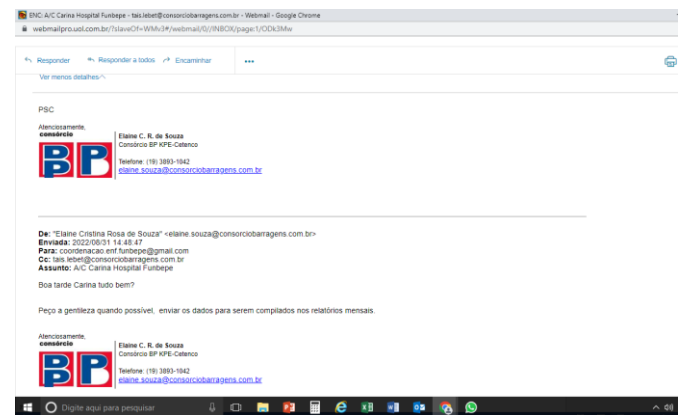 ENC: A/C Carina Hospital Funbepe - tais.lebet@consorciobarragens.com.br - Webmail - Google Chrome
webmailpro.uol.com.br/?slaveOf=WMv3#/webmail/0//INBOX/page:1/ODk3Mw
Responder Responder a todos Encaminhar •••
Ver menos detalhes
PSC
Atenciosamente,
consórcio
BP
Elaine C. R. de Souza
Consórcio BP KPE-Cetenco
Telefone: (19) 3893-1042
elaine.souza@consorciobarragens.com.br
De: "Elaine Cristina Rosa de Souza" <elaine.souza@consorciobarragens.com.br>
Enviada: 2022/08/31 14:48:47
Para: coordenacao.enf.funbepe@gmail.com
Cc: tais.lebet@consorciobarragens.com.br
Assunto: A/C Carina Hospital Funbepe
Boa tarde Carina tudo bem?
Peço a gentileza quando possível, enviar os dados para serem compilados nos relatórios mensais.
Atenciosamente,
consórcio
BP
Elaine C. R. de Souza
Consórcio BP KPE-Cetenco
Telefone: (19) 3893-1042
elaine.souza@consorciobarragens.com.br
Digite aqui para pesquisar